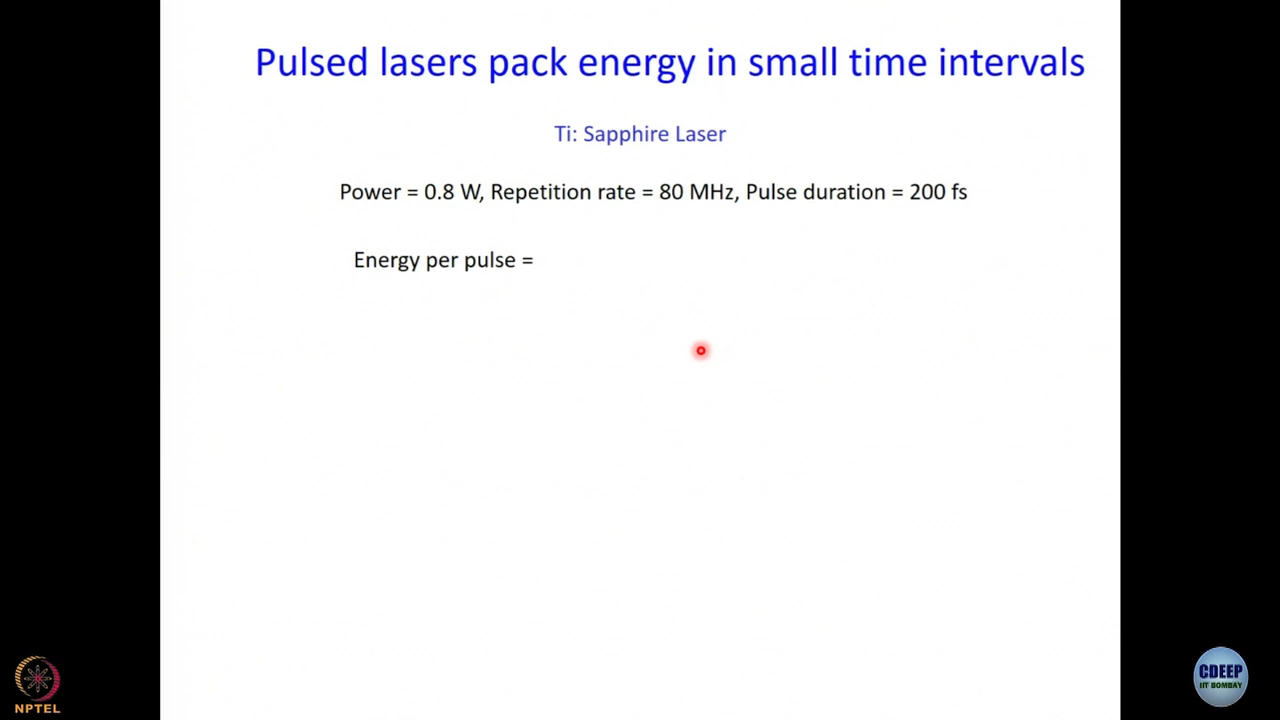 Pulsed lasers pack energy in small time intervals
Ti: Sapphire Laser
Power = 0.8 W, Repetition rate = 80 MHz, Pulse duration = 200 fs
Energy per pulse =
NPTEL
CDEEP
IIT BOMBAY